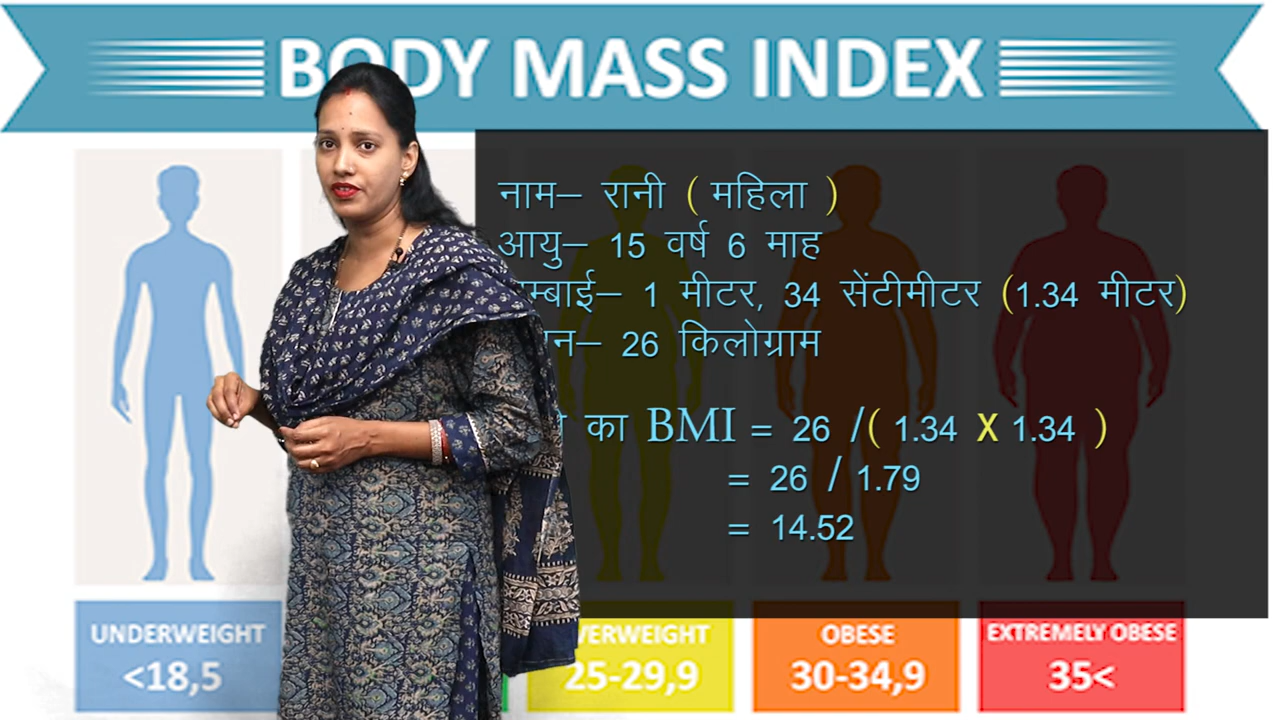 BODY MASS INDEX
नाम– रानी ( महिला )
आयु– 15 वर्ष 6 माह
1 मीटर, 34 सेंटीमीटर (1.34 मीटर)
26 किलोग्राम
का BMI = 26 /( 1.34 X 1.34 )
= 26 / 1.79
= 14.52
UNDERWEIGHT
<18,5
25-29,9
OBESE
30-34,9
EXTREMELY OBESE
35<